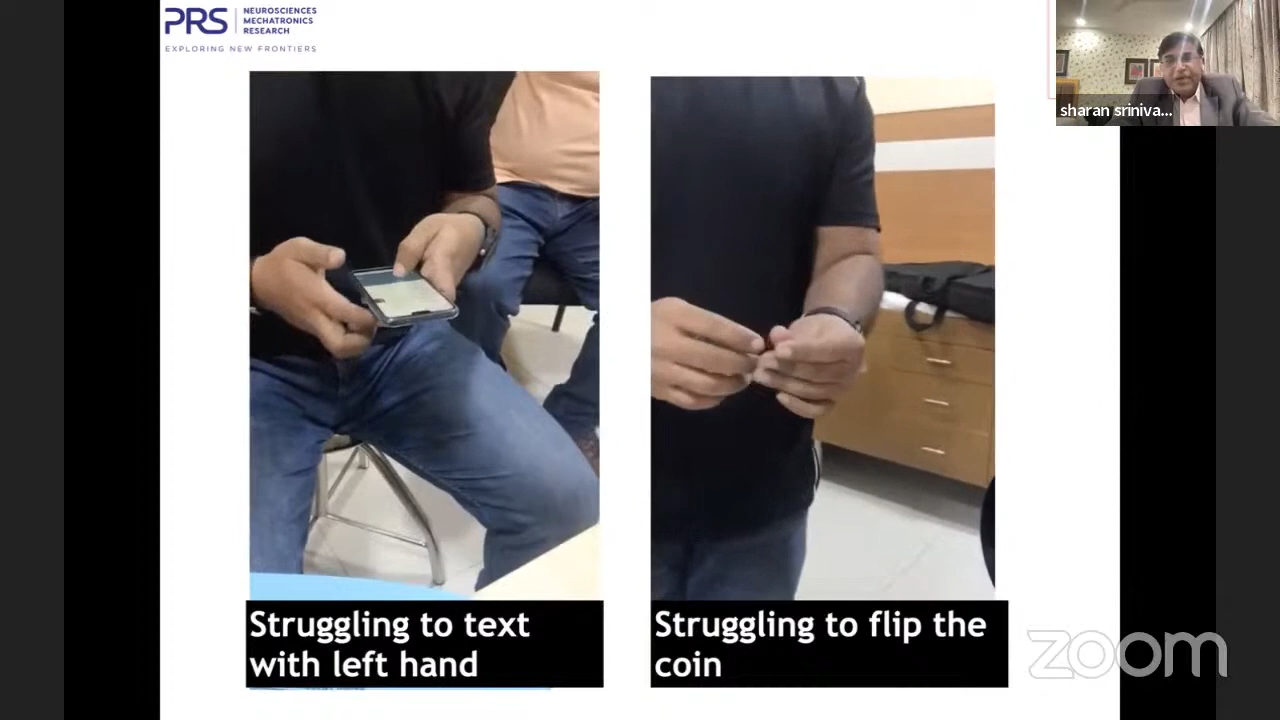 PRS
NEUROSCIENCES
MECHATRONICS
RESEARCH
EXPLORING NEW FRONTIERS
sharan sriniva...
Struggling to text
with left hand
Struggling to flip the
coin
zoom